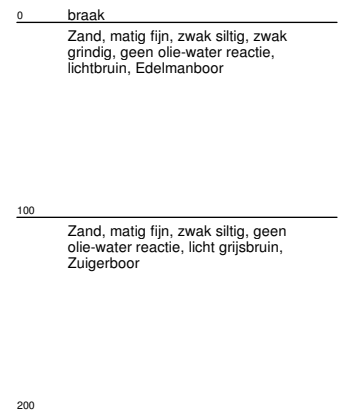 0 braak
Zand, matig fijn, zwak siltig, zwak
grindig, geen olie-water reactie,
lichtbruin, Edelmanboor
100
Zand, matig fijn, zwak siltig, geen
olie-water reactie, licht grijsbruin,
Zuigerboor
200